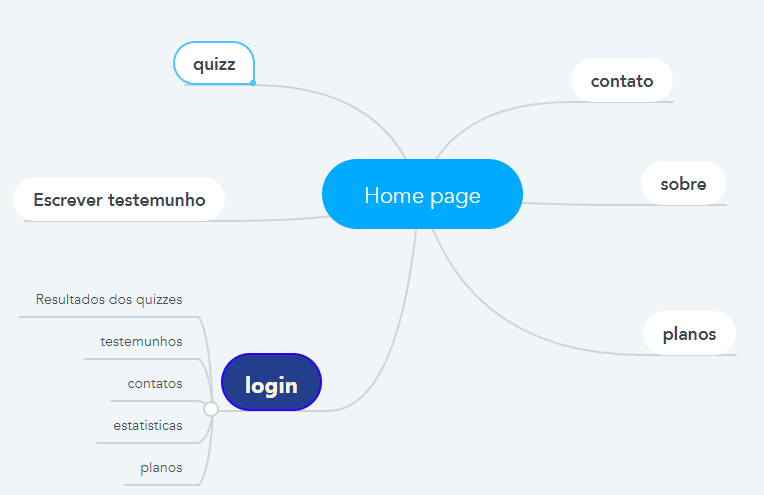 quizz
contato
Escrever testemunho
Home page
sobre
Resultados dos quizzes
testemunhos
contatos
estatisticas
planos
login
planos